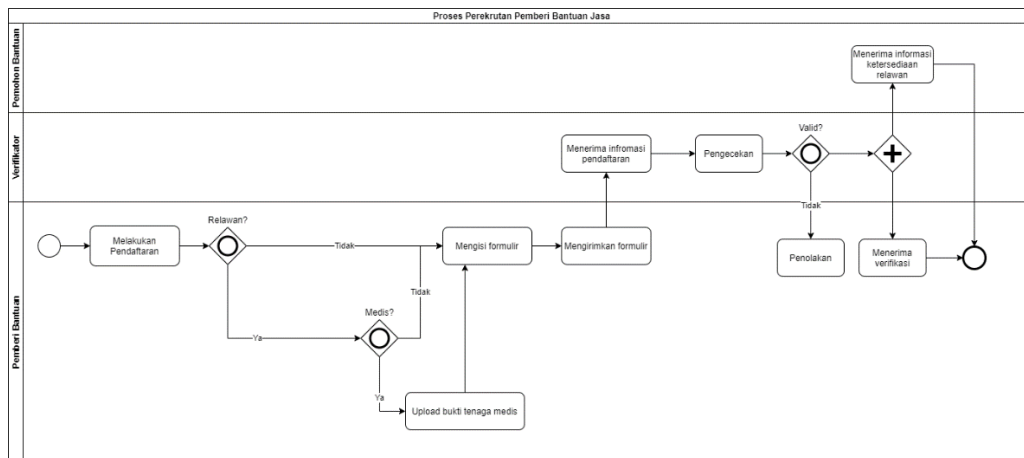 Proses Perekrutan Pemberi Bantuan Jasa
Pemohon Bantuan
Menerima informasi
ketersediaan
relawan
Verifikator
Menerima infromasi
pendaftaran
Pengecekan
Valid?
Tidak
Pemberi Bantuan
Melakukan
Pendaftaran
Relawan?
Tidak
Ya
Medis?
Tidak
Ya
Upload bukti tenaga medis
Mengisi formulir
Mengirimkan formulir
Penolakan
Menerima
verifikasi